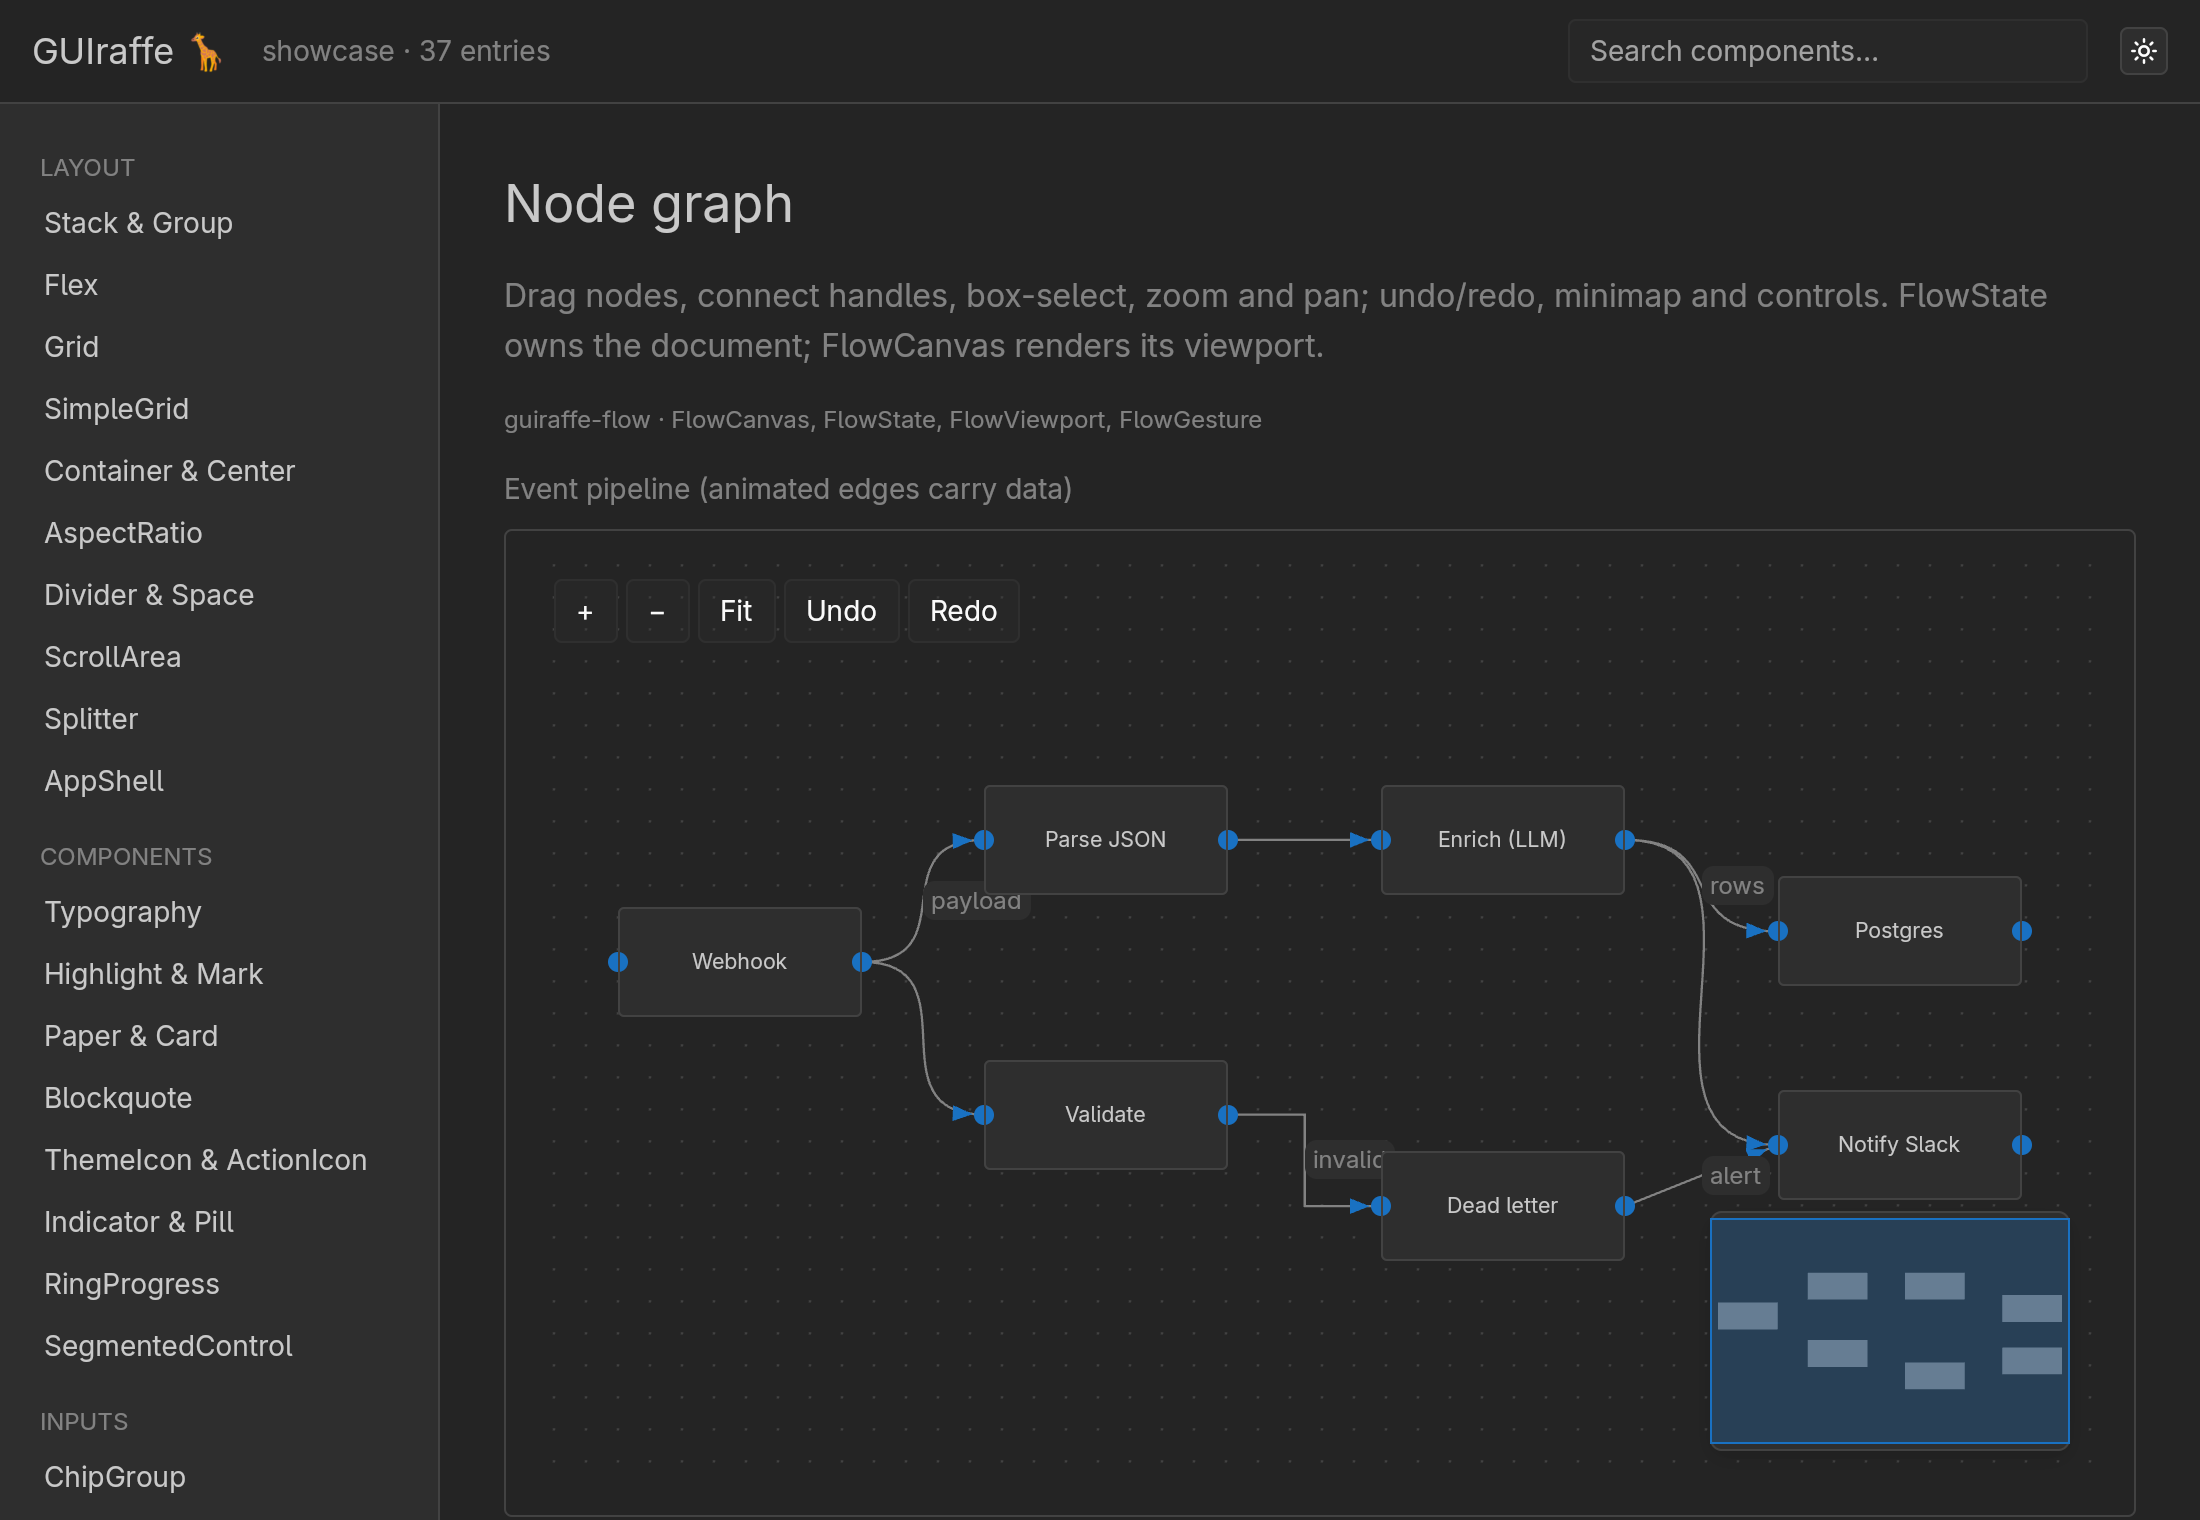 GUIraffe 🦒 showcase · 37 entries
Search components...
LAYOUT
Stack & Group
Flex
Grid
SimpleGrid
Container & Center
AspectRatio
Divider & Space
ScrollArea
Splitter
AppShell
COMPONENTS
Typography
Highlight & Mark
Paper & Card
Blockquote
ThemeIcon & ActionIcon
Indicator & Pill
RingProgress
SegmentedControl
INPUTS
ChipGroup
Node graph
Drag nodes, connect handles, box-select, zoom and pan; undo/redo, minimap and controls. FlowState
owns the document; FlowCanvas renders its viewport.
guiraffe-flow · FlowCanvas, FlowState, FlowViewport, FlowGesture
Event pipeline (animated edges carry data)
+ − Fit Undo Redo
Parse JSON
Enrich (LLM)
rows
payload
Postgres
Webhook
Validate
Notify Slack
invalid
alert
Dead letter